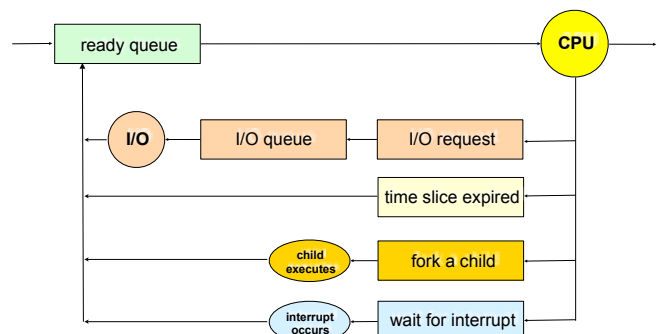 ready queue
CPU
I/O
I/O queue
I/O request
time slice expired
child
executes
fork a child
interrupt
occurs
wait for interrupt